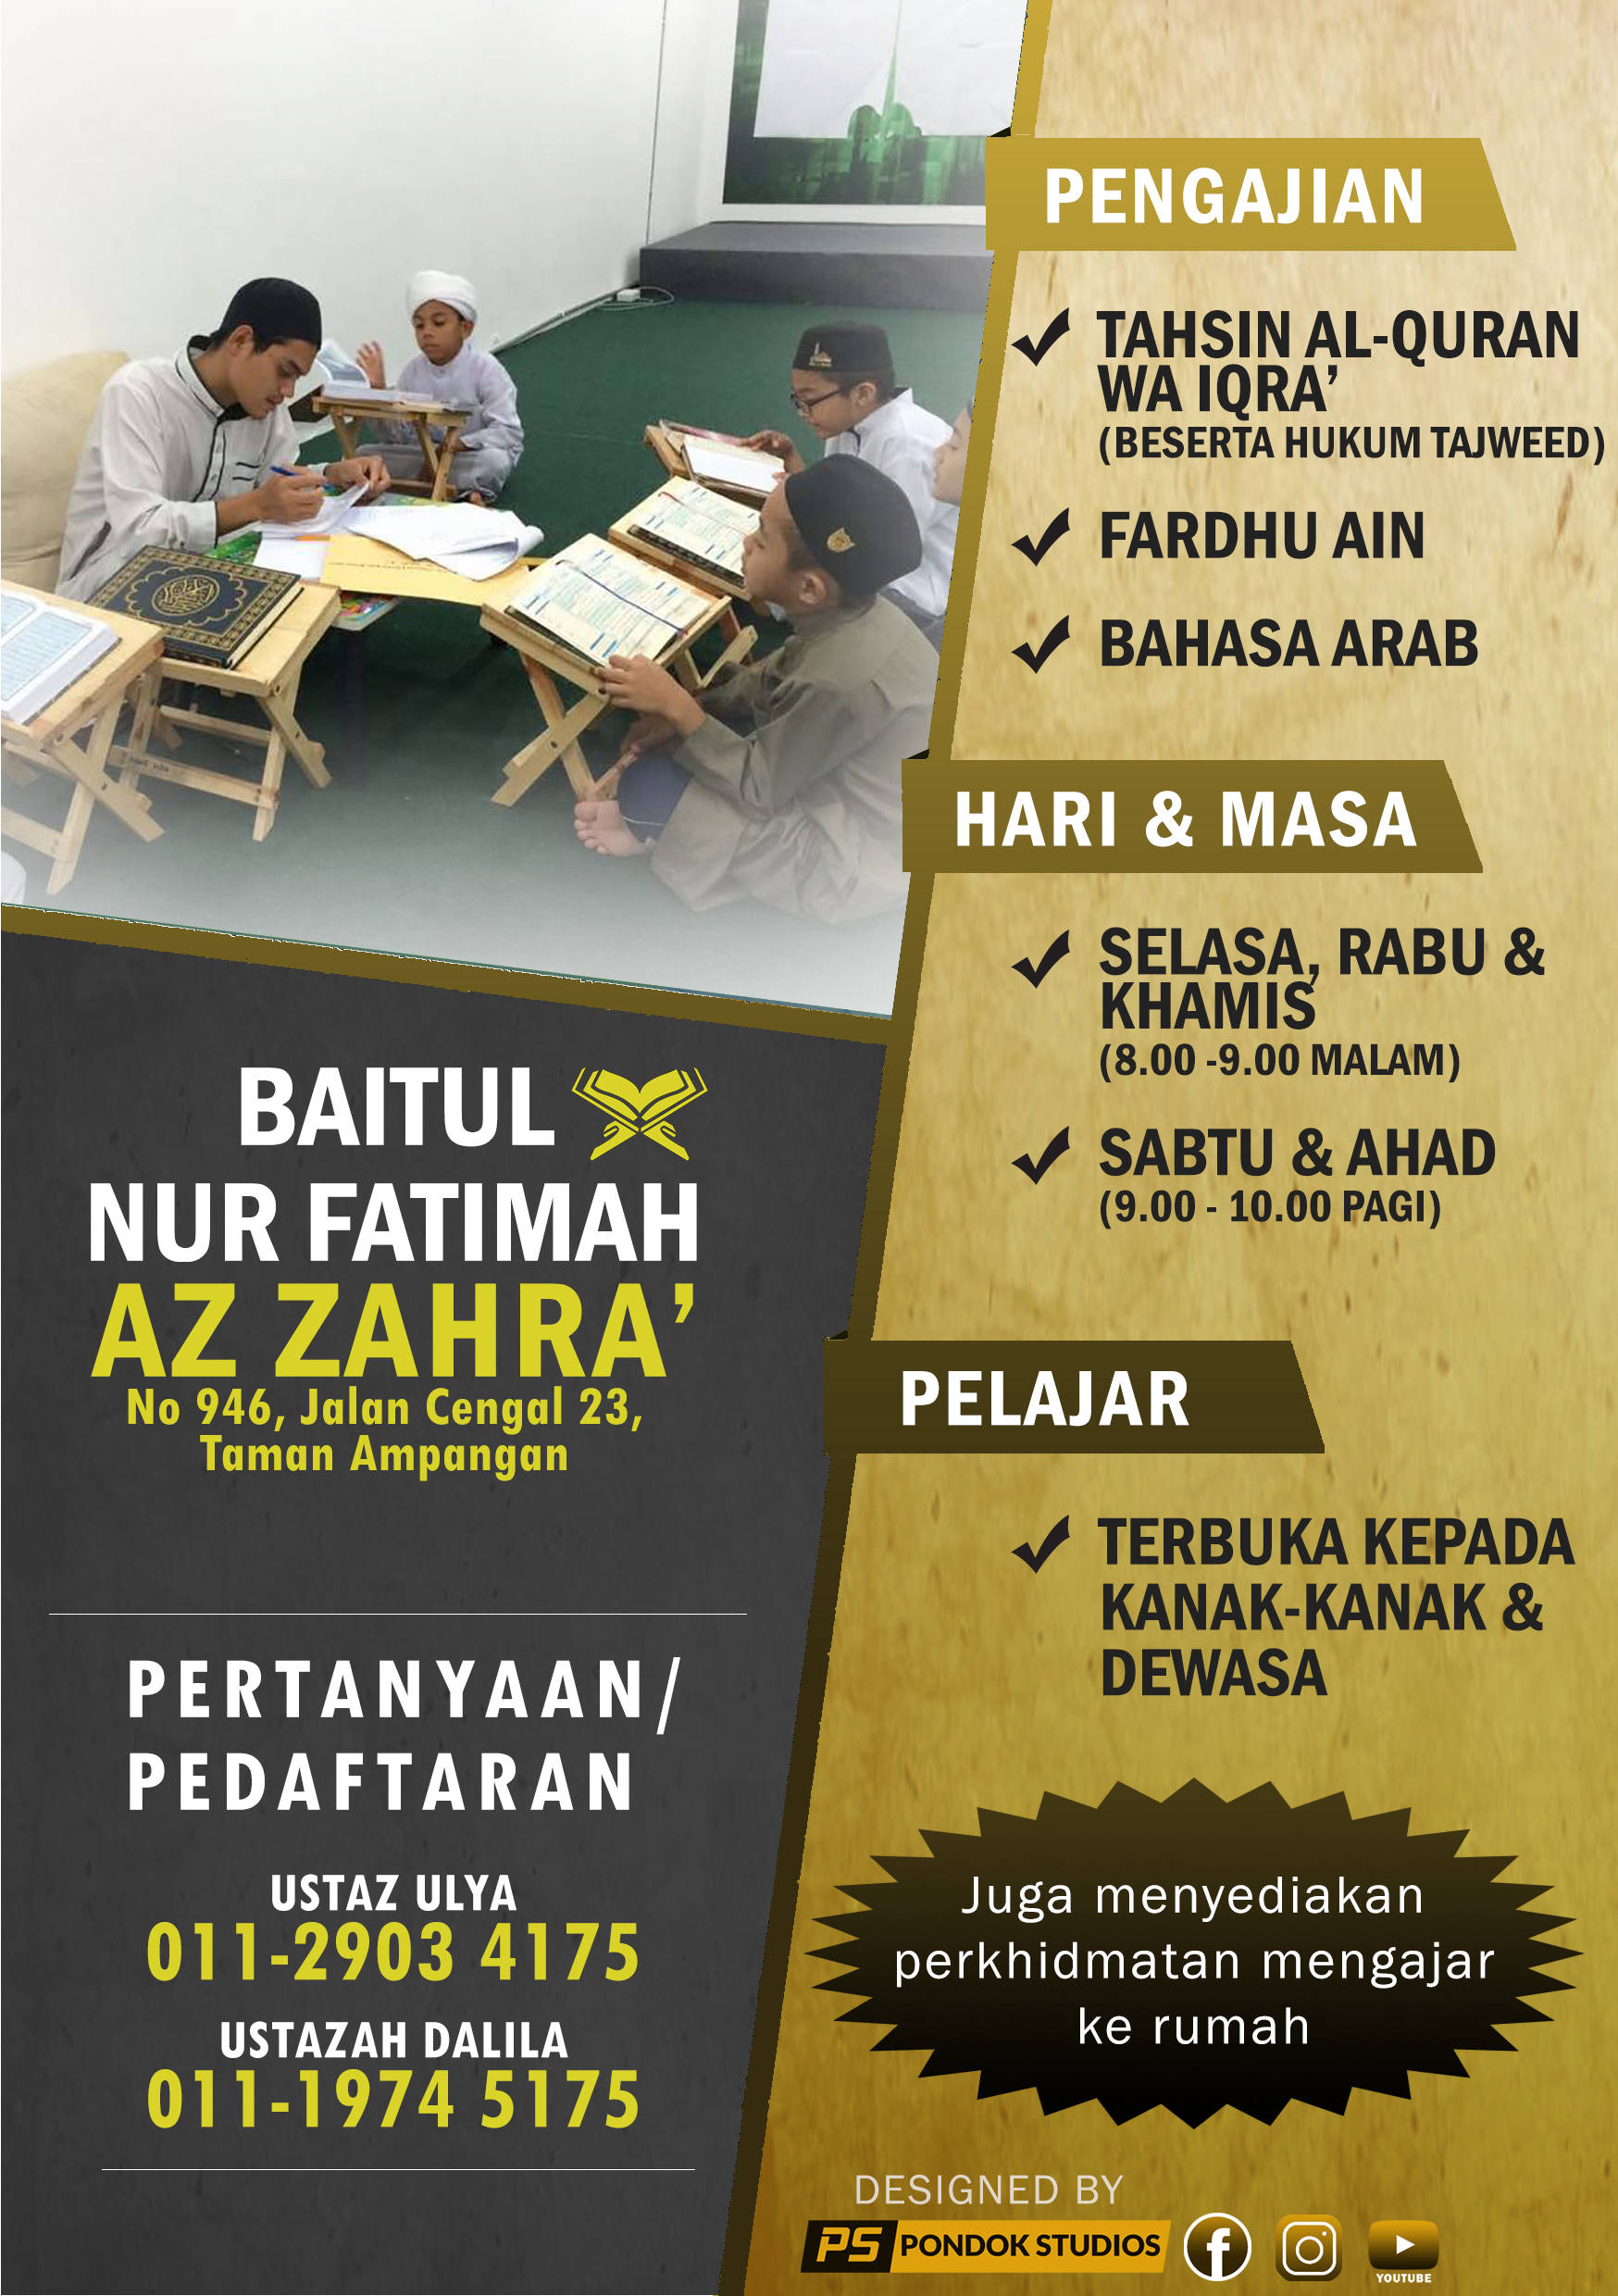 PENGAJIAN
TAHSIN AL-QURAN
WA IQRA’
(BESERTA HUKUM TAJWEED)
FARDHU AIN
BAHASA ARAB
HARI & MASA
SELASA, RABU &
KHAMIS
(8.00 -9.00 MALAM)
SABTU & AHAD
(9.00 - 10.00 PAGI)
PELAJAR
TERBUKA KEPADA
KANAK-KANAK &
DEWASA
Juga menyediakan
perkhidmatan mengajar
ke rumah
BAITUL
NUR FATIMAH
AZ ZAHRA’
No 946, Jalan Cengal 23,
Taman Ampangan
PERTANYAAN/
PEDAFTARAN
USTAZ ULYA
011-2903 4175
USTAZAH DALILA
011-1974 5175
DESIGNED BY
PS PONDOK STUDIOS
YOUTUBE